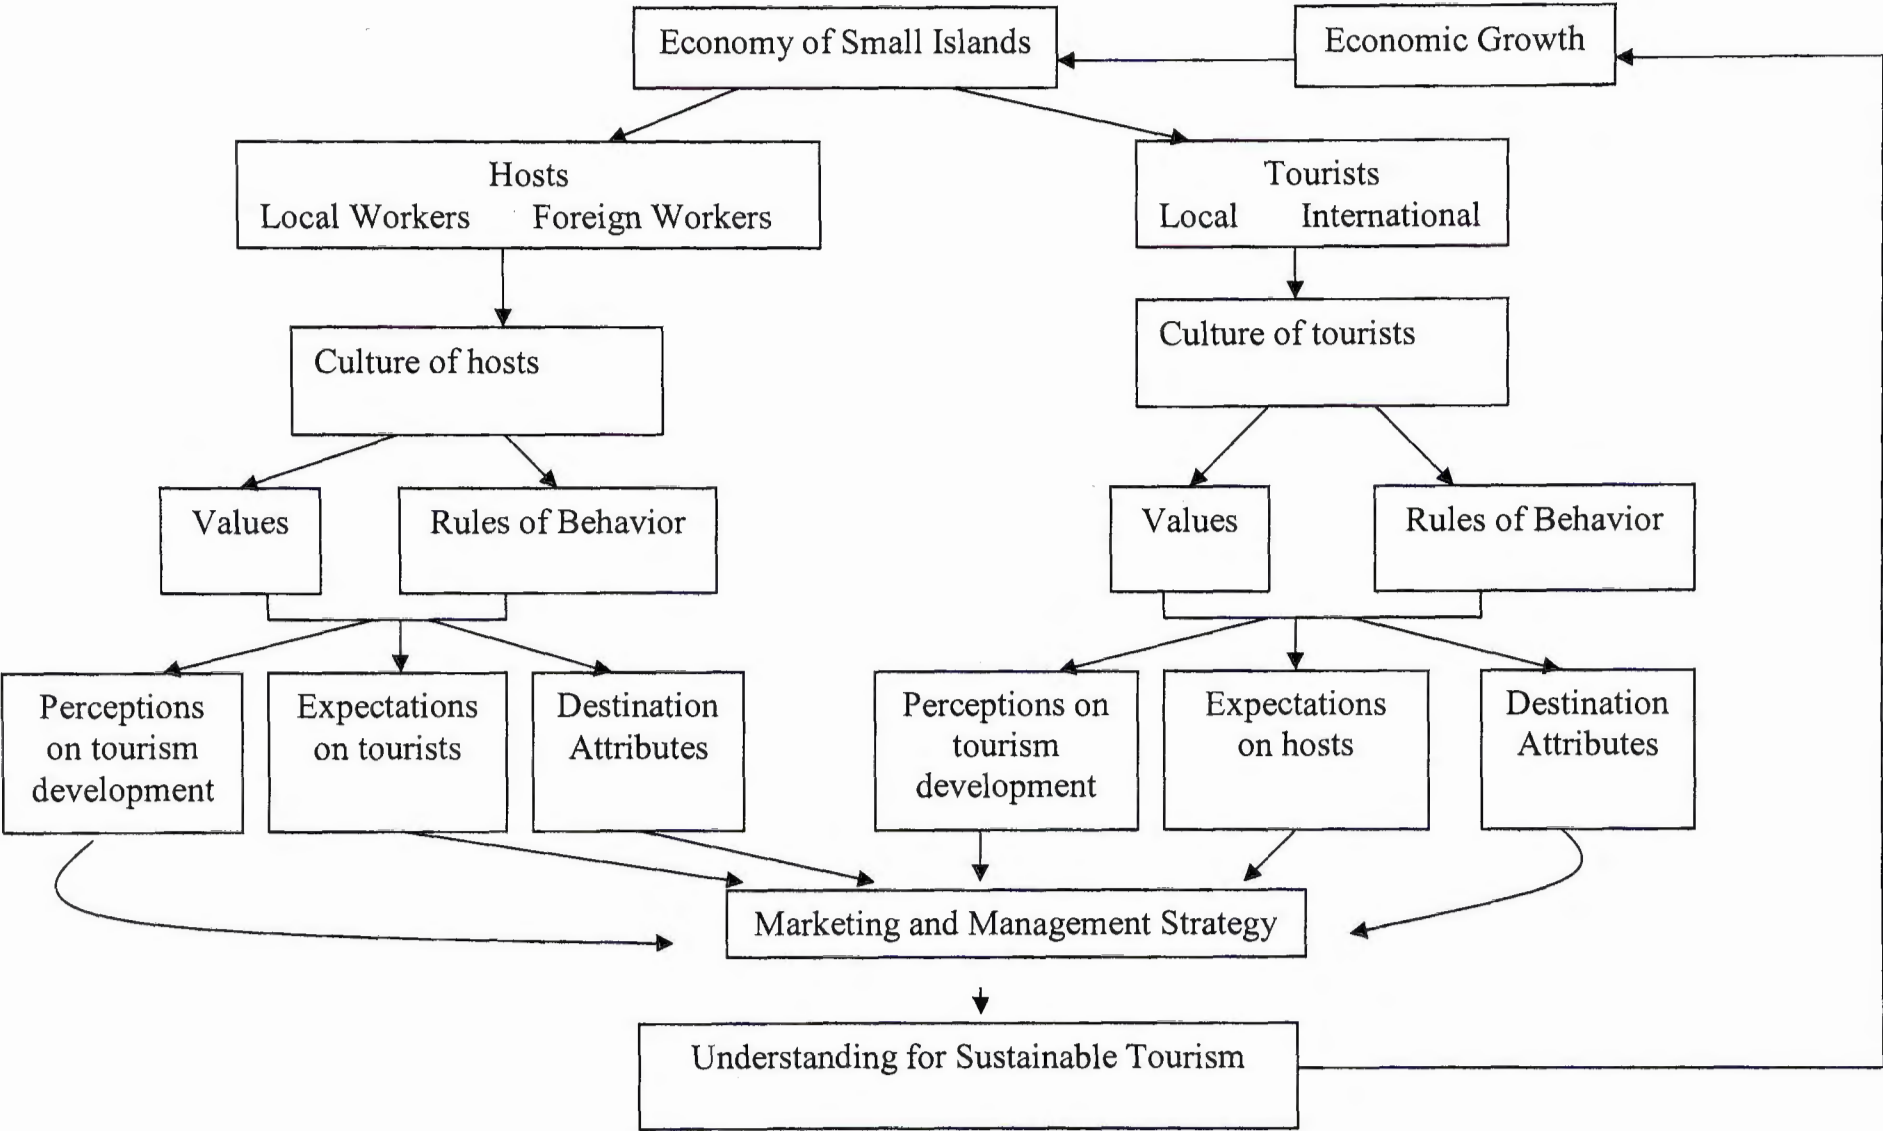 Economy of Small Islands
Economic Growth
Hosts
Local Workers Foreign Workers
Tourists
Local International
Culture of hosts
Culture of tourists
Values
Rules of Behavior
Values
Rules of Behavior
Perceptions
on tourism
development
Expectations
on tourists
Destination
Attributes
Perceptions on
tourism
development
Expectations
on hosts
Destination
Attributes
Marketing and Management Strategy
Understanding for Sustainable Tourism